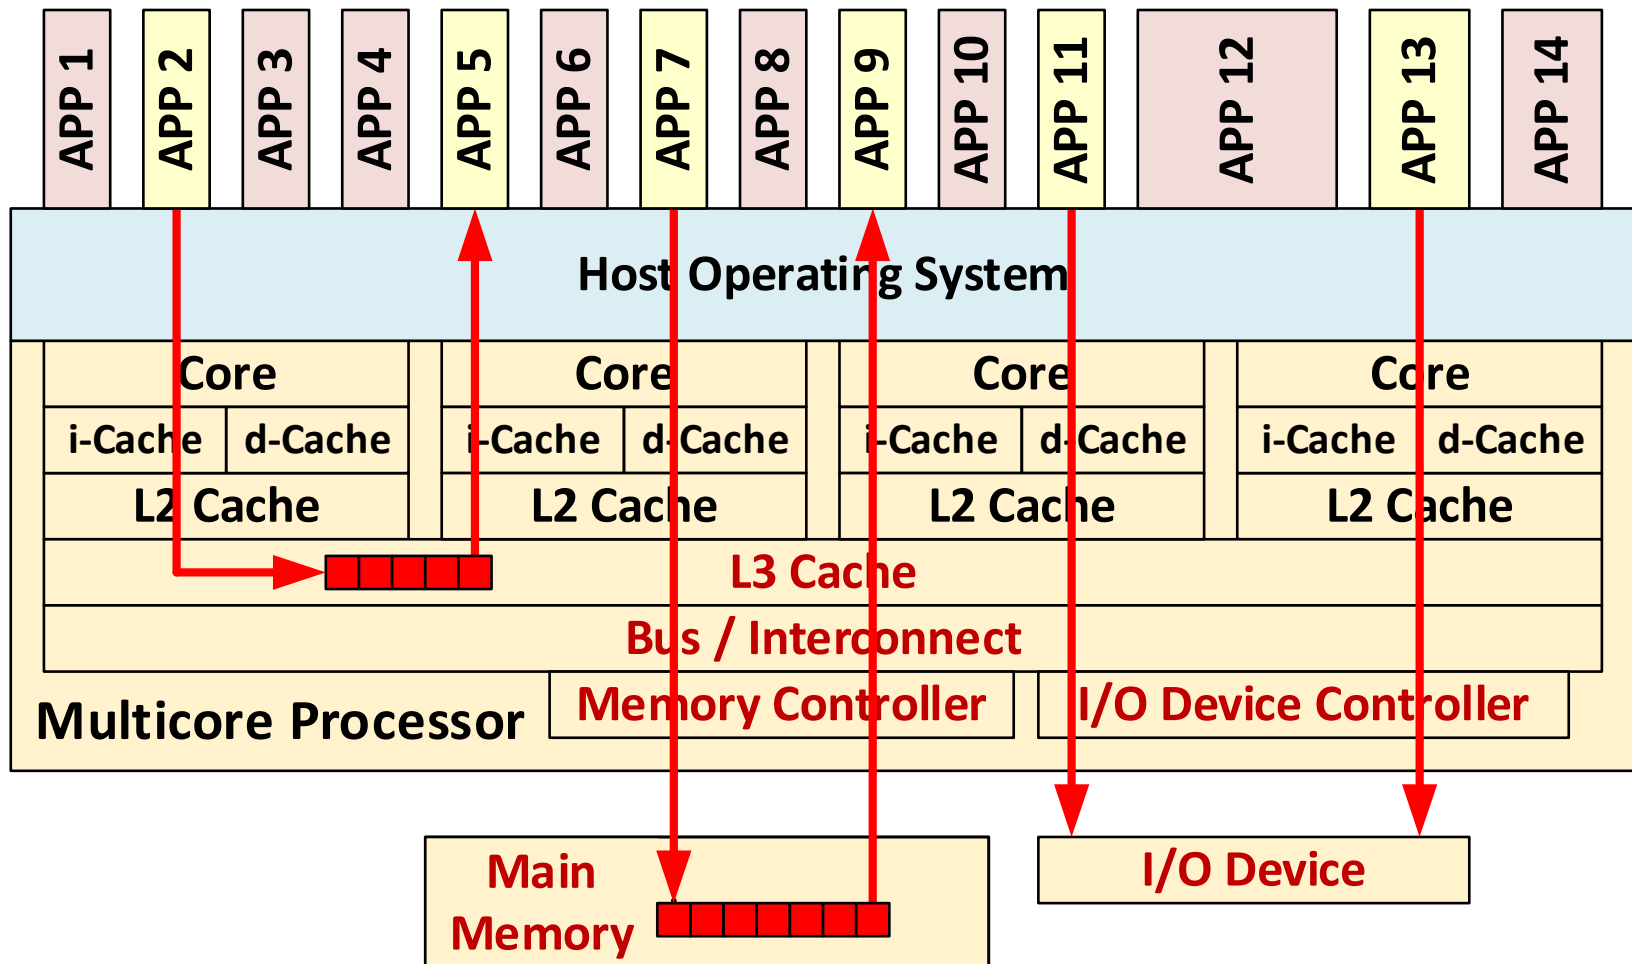 APP 1
APP 2
APP 3
APP 4
APP 5
APP 6
APP 7
APP 8
APP 9
APP 10
APP 11
APP 12
APP 13
APP 14
Host Operating System
Core
Core
Core
Core
i-Cache
d-Cache
i-Cache
d-Cache
i-Cache
d-Cache
i-Cache
d-Cache
L2 Cache
L2 Cache
L2 Cache
L2 Cache
L3 Cache
Bus / Interconnect
Memory Controller
I/O Device Controller
Multicore Processor
Main
Memory
I/O Device